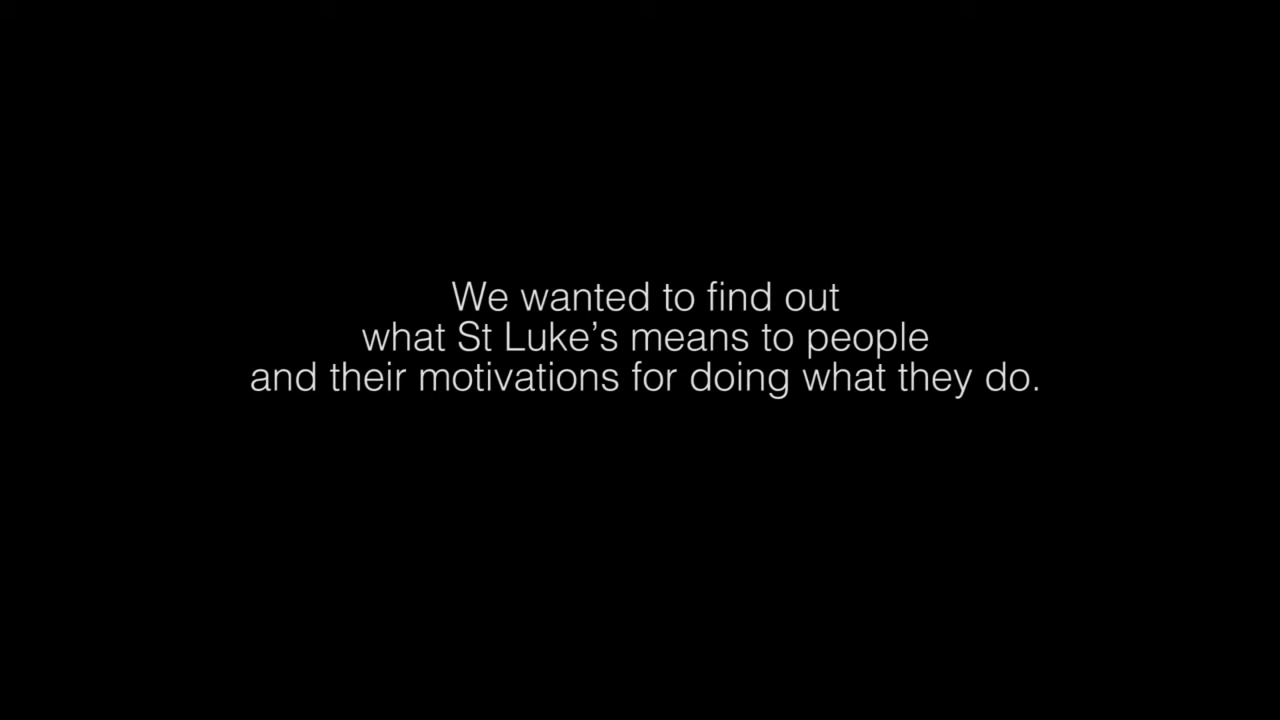 We wanted to find out
what St Luke’s means to people
and their motivations for doing what they do.